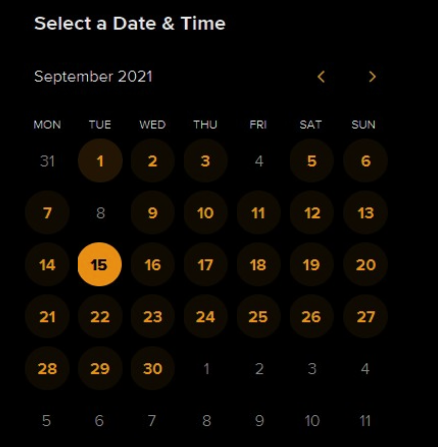 Select a Date & Time
September 2021
MON TUE WED THU FRI SAT SUN
31 1 2 3 4 5 6
7 8 9 10 11 12 13
14 15 16 17 18 19 20
21 22 23 24 25 26 27
28 29 30 1 2 3 4
5 6 7 8 9 10 11